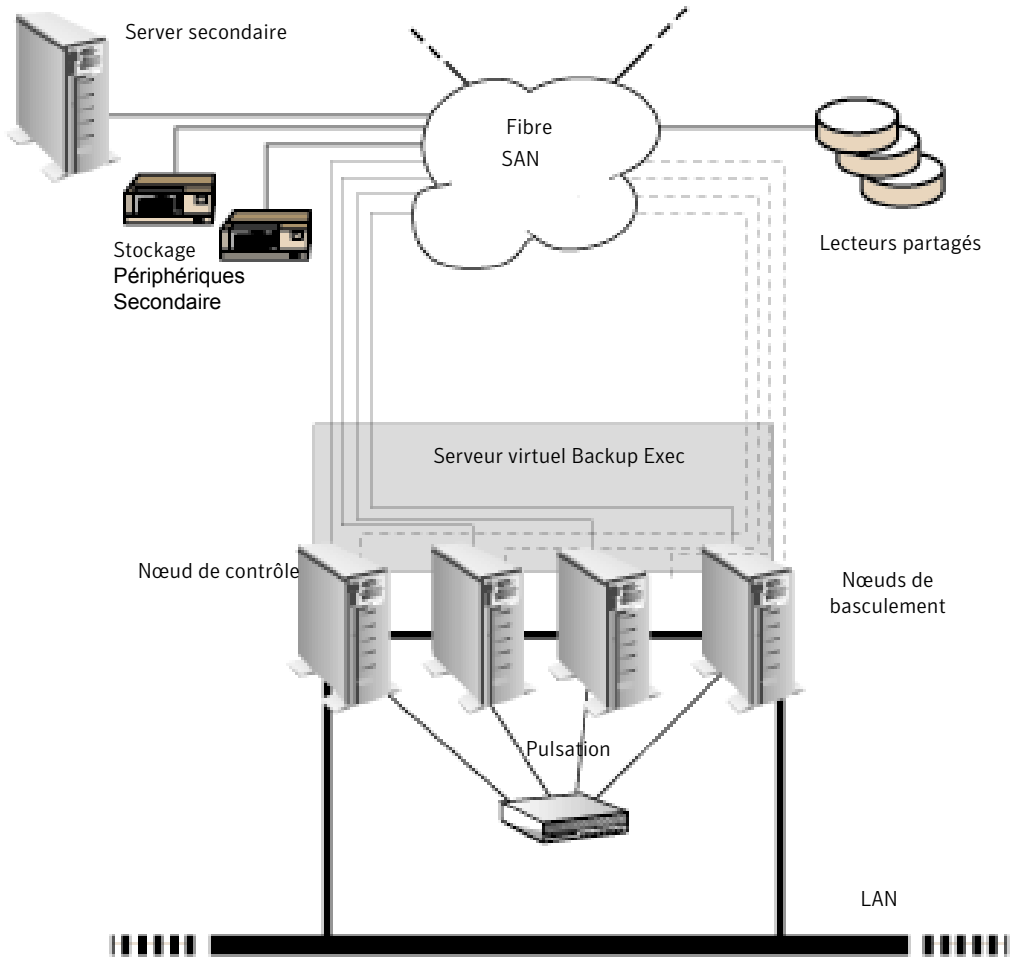 Server secondaire
Fibre
SAN
Stockage
Périphériques
Secondaire
Lecteurs partagés
Serveur virtuel Backup Exec
Nœud de contrôle
Nœuds de
basculement
Pulsation
LAN